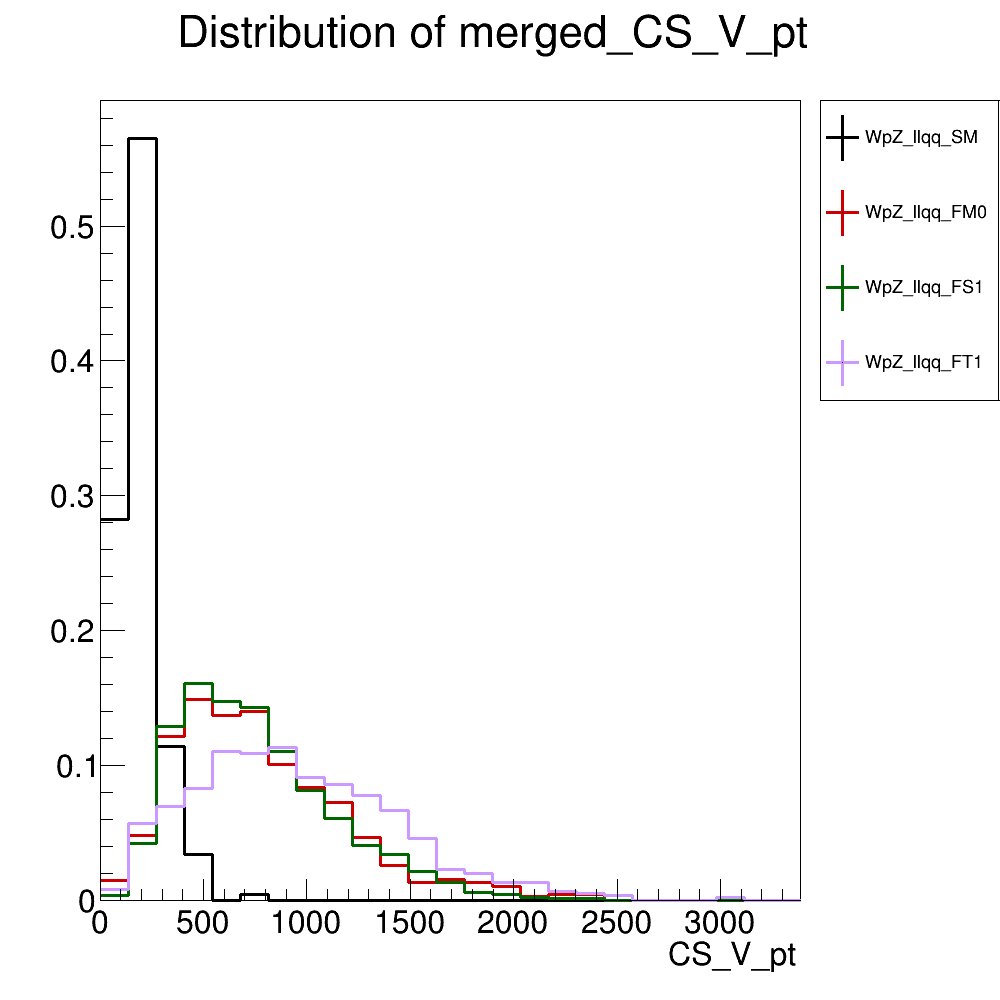 Distribution of merged_CS_V_pt
WpZ_llqq_SM
WpZ_llqq_FM0
WpZ_llqq_FS1
WpZ_llqq_FT1
0.5
0.4
0.3
0.2
0.1
0
0 500 1000 1500 2000 2500 3000
CS_V_pt